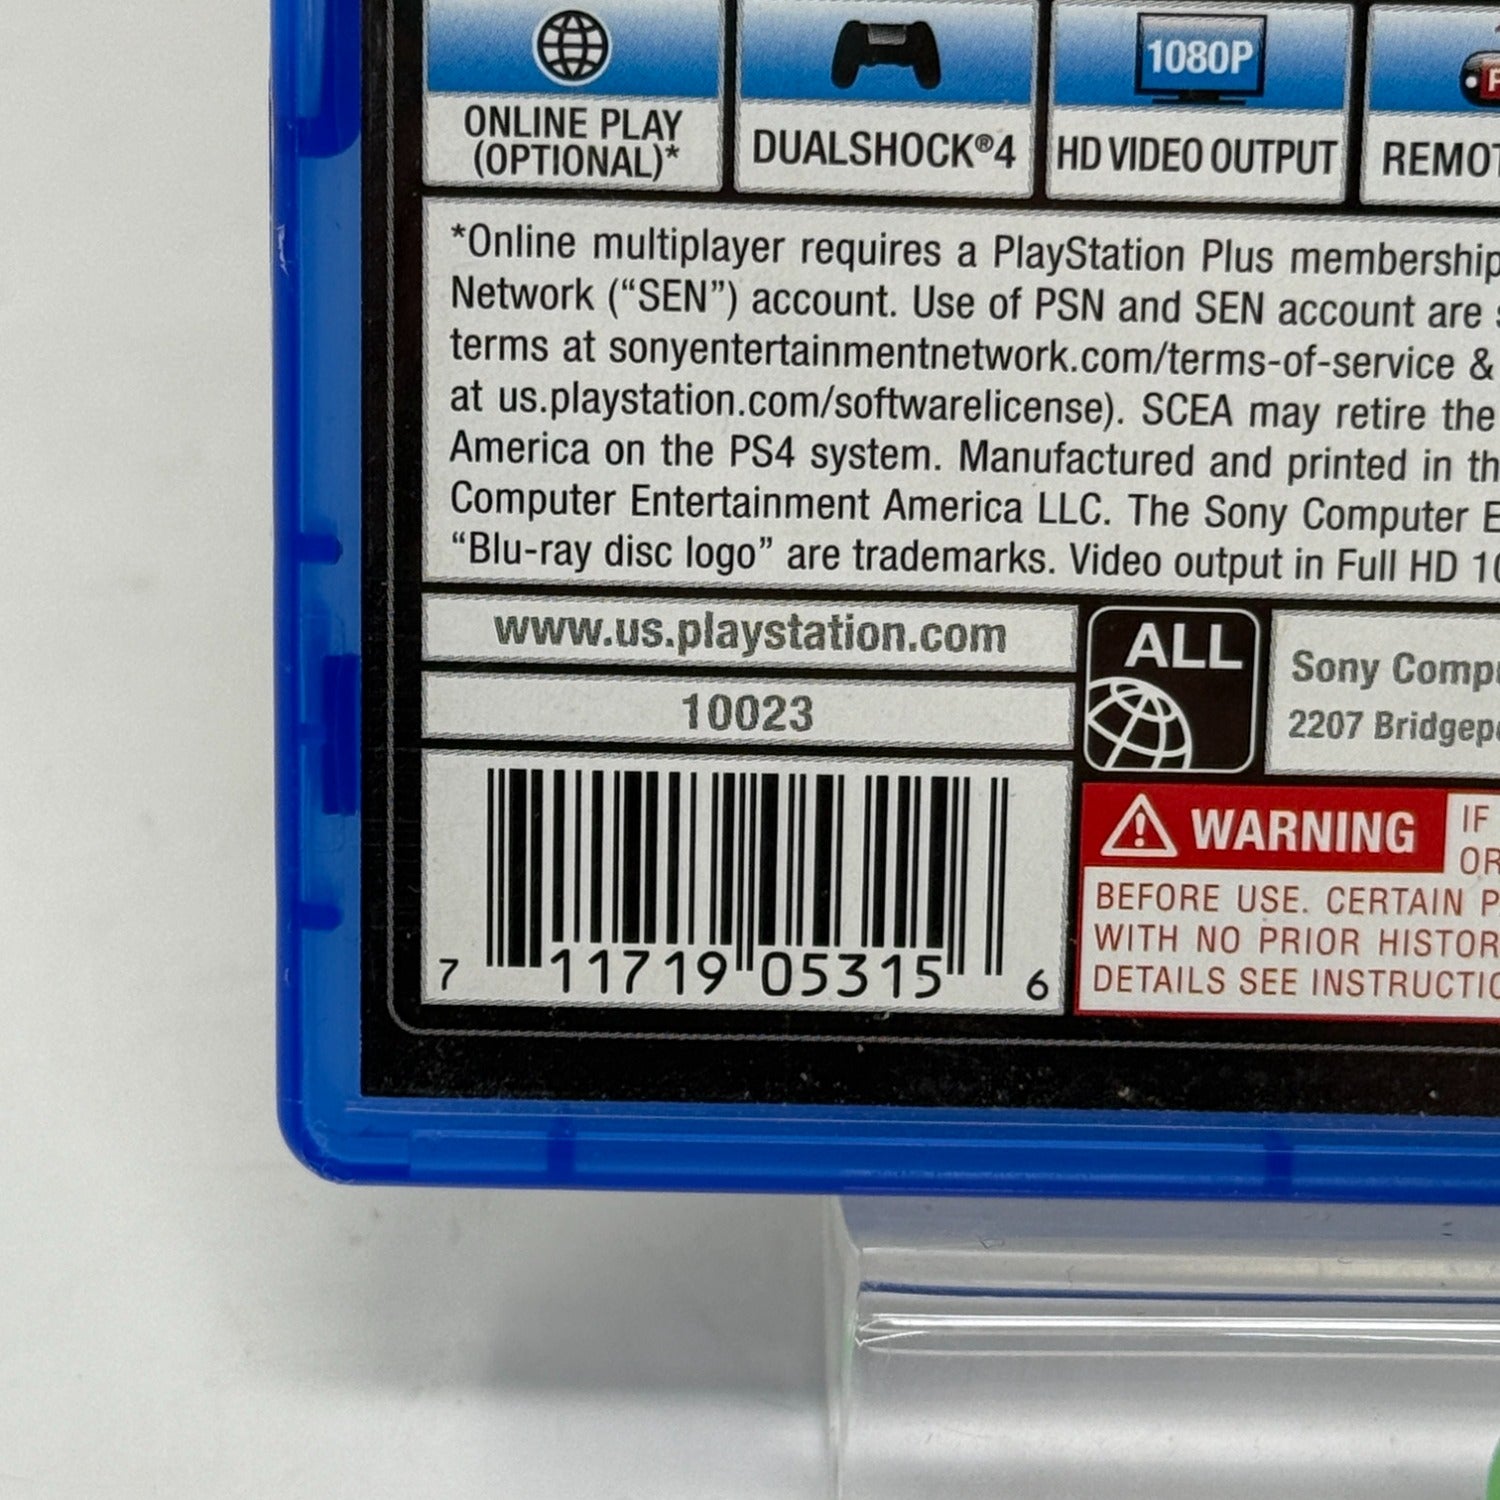 ONLINE PLAY
(OPTIONAL)*
DUALSHOCK®4
1080P
HD VIDEO OUTPUT
*Online multiplayer requires a PlayStation Plus membership
Network (“SEN”) account. Use of PSN and SEN account are
terms at sonyentertainmentnetwork.com/terms-of-service &
at us.playstation.com/softwarelicense). SCEA may retire the
America on the PS4 system. Manufactured and printed in
Computer Entertainment America LLC. The Sony Computer
“Blu-ray disc logo” are trademarks. Video output in Full HD
www.us.playstation.com
10023
ALL
Sony
2207
7 11719 05315 6
WARNING
IF
BEFORE USE. CERTAIN
WITH NO PRIOR
DETAILS SEE